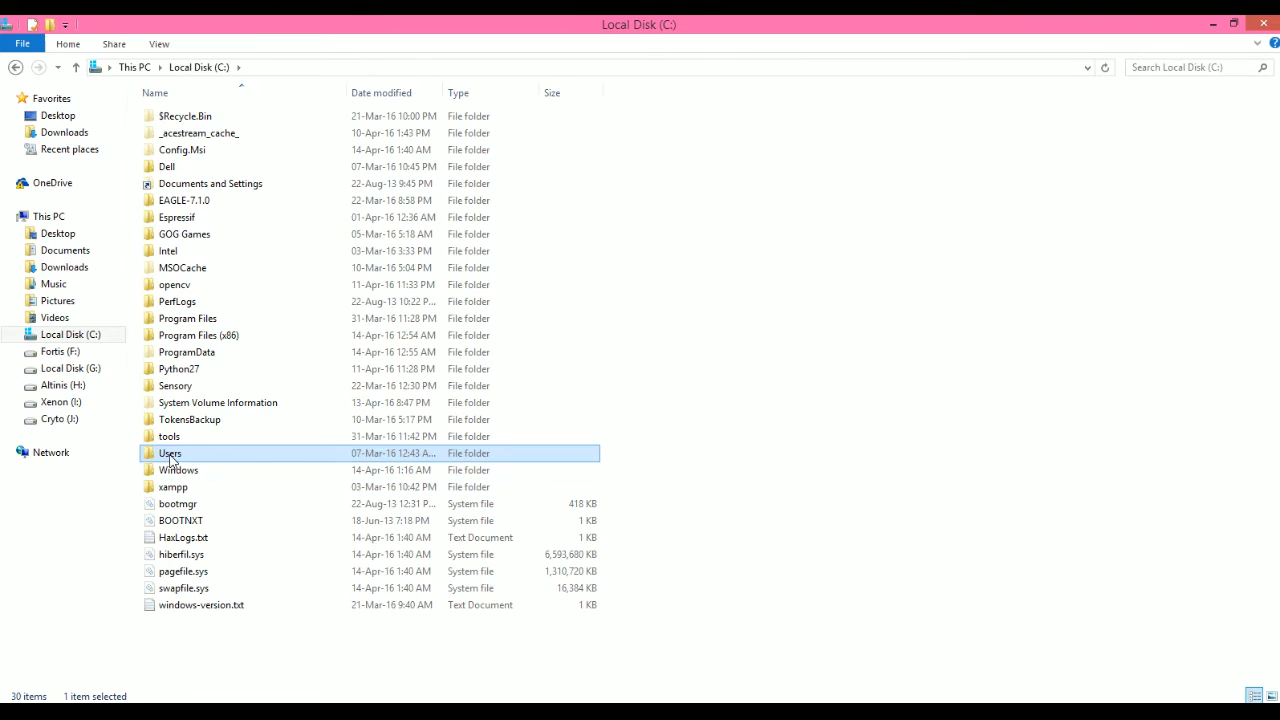 Local Disk (C:)
File Home Share View
This PC Local Disk (C:) Search Local Disk (C:)
Name Date modified Type Size
Favorites
Desktop
Downloads
Recent places
OneDrive
This PC
Desktop
Documents
Downloads
Music
Pictures
Videos
Local Disk (C:)
Fortis (F:)
Local Disk (G:)
Altinis (H:)
Xenon (I:)
Cryto (J:)
Network
$Recycle.Bin 21-Mar-16 10:00 PM File folder
_acestream_cache_ 10-Apr-16 1:43 PM File folder
Config.Msi 14-Apr-16 1:40 AM File folder
Dell 07-Mar-16 10:45 PM File folder
Documents and Settings 22-Aug-13 9:45 PM File folder
EAGLE-7.1.0 22-Mar-16 8:58 PM File folder
Espressif 01-Apr-16 12:36 AM File folder
GOG Games 05-Mar-16 5:18 AM File folder
Intel 03-Mar-16 3:33 PM File folder
MSOCache 10-Mar-16 5:04 PM File folder
opencv 11-Apr-16 11:33 PM File folder
PerfLogs 22-Aug-13 10:22 P... File folder
Program Files 31-Mar-16 11:28 PM File folder
Program Files (x86) 14-Apr-16 12:54 AM File folder
ProgramData 14-Apr-16 12:55 AM File folder
Python27 11-Apr-16 11:28 PM File folder
Sensory 22-Mar-16 12:30 PM File folder
System Volume Information 13-Apr-16 8:47 PM File folder
TokensBackup 10-Mar-16 5:17 PM File folder
tools 31-Mar-16 11:42 PM File folder
Users 07-Mar-16 12:43 A... File folder
Windows 14-Apr-16 1:16 AM File folder
xampp 03-Mar-16 10:42 PM File folder
bootmgr 22-Aug-13 12:31 P... System file 418 KB
BOOTNXT 18-Jun-13 7:18 PM System file 1 KB
HaxLogs.txt 14-Apr-16 1:40 AM Text Document 1 KB
hiberfil.sys 14-Apr-16 1:40 AM System file 6,593,680 KB
pagefile.sys 14-Apr-16 1:40 AM System file 1,310,720 KB
swapfile.sys 14-Apr-16 1:40 AM System file 16,384 KB
windows-version.txt 21-Mar-16 9:40 AM Text Document 1 KB
30 items 1 item selected